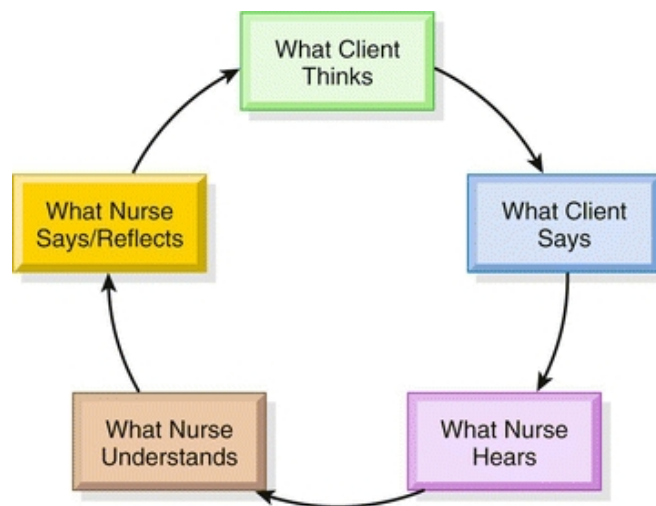 What Client
Thinks
What Client
Says
What Nurse
Hears
What Nurse
Understands
What Nurse
Says/Reflects